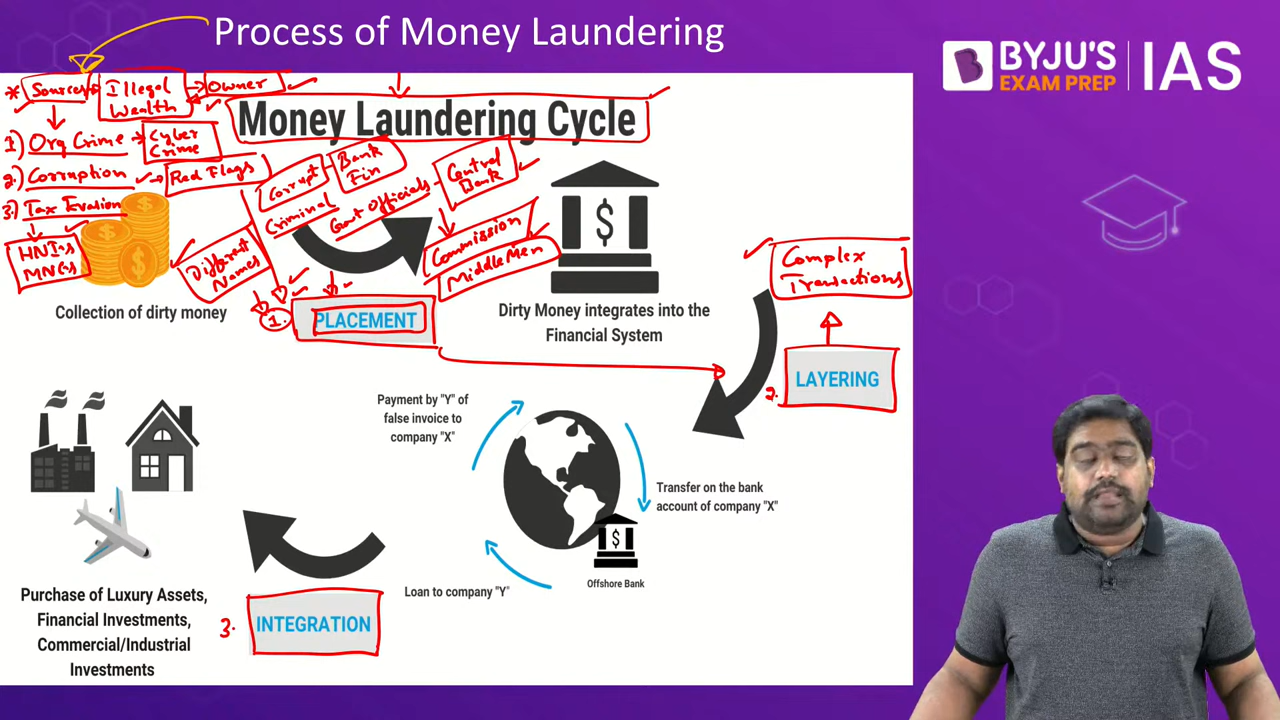 Process of Money Laundering
BYJU'S
EXAM PREP
IAS
* Sources
Illegal
Wealth
Owner
Money Laundering Cycle
1) Org Crime
Cyber
Crime
2) Corruption
Red Flags
3) Tax Evasion
HNIs
MNCs
Corrupt
Bank
Fin
Criminal
Govt Officials
Central
Bank
Commission
Middle Men
Different
Names
Complex
Transactions
Collection of dirty money
1.
PLACEMENT
Dirty Money integrates into the
Financial System
2.
LAYERING
Payment by "Y" of
false invoice to
company "X"
Transfer on the bank
account of company "X"
Offshore Bank
Loan to company "Y"
3.
INTEGRATION
Purchase of Luxury Assets,
Financial Investments,
Commercial/Industrial
Investments